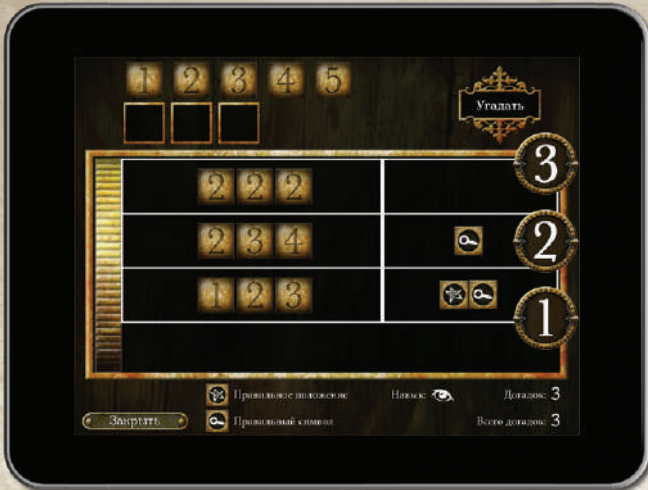 1 2 3 4 5
Угадать
2 2 2
3
2 3 4
2
1 2 3
1
Правильное положение
Навык:
Догадок: 3
Закрыть
Правильный символ
Всего догадок: 3